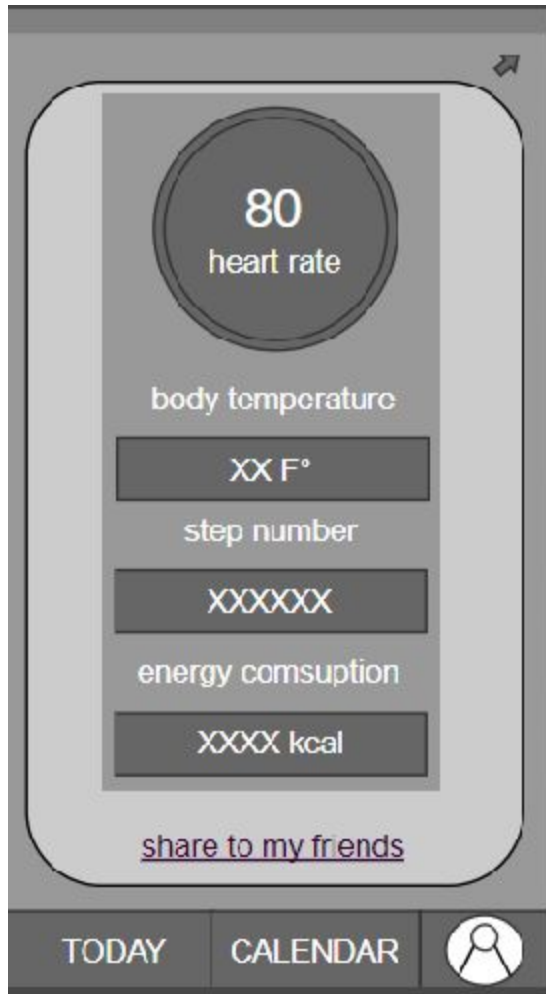 80
heart rate
body temperature
XX F°
step number
XXXXXX
energy comsuption
XXXX kcal
share to my friends
TODAY CALENDAR